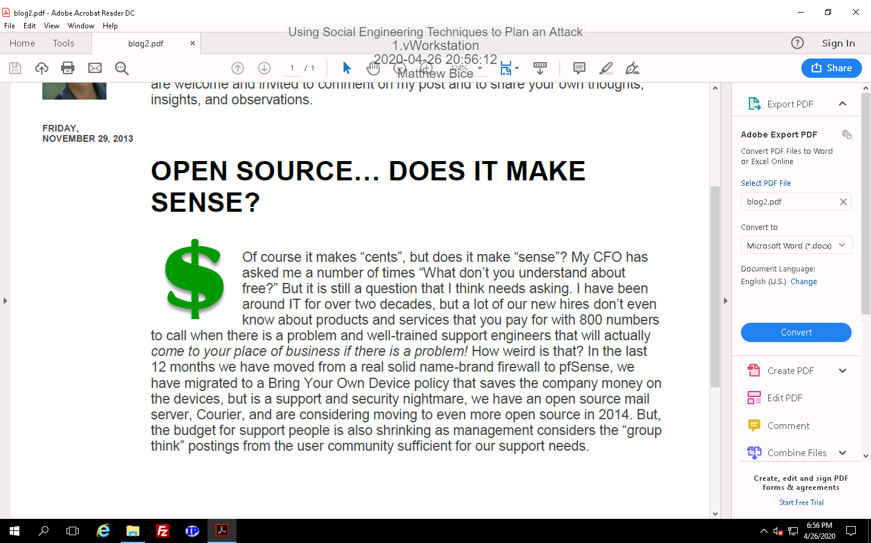 blog2.pdf - Adobe Acrobat Reader DC
File Edit View Window Help
Using Social Engineering Techniques to Plan an Attack
1.vWorkstation
2020-04-26 20:56:12
Matthew Bice
Home Tools blog2.pdf × Sign In
1 / 1
Share
are welcome and invited to comment on my post and to share your own thoughts,
insights, and observations.
FRIDAY,
NOVEMBER 29, 2013
OPEN SOURCE… DOES IT MAKE
SENSE?
$
Of course it makes “cents”, but does it make “sense”? My CFO has
asked me a number of times “What don’t you understand about
free?” But it is still a question that I think needs asking. I have been
around IT for over two decades, but a lot of our new hires don’t even
know about products and services that you pay for with 800 numbers
to call when there is a problem and well-trained support engineers that will actually
come to your place of business if there is a problem! How weird is that? In the last
12 months we have moved from a real solid name-brand firewall to pfSense, we
have migrated to a Bring Your Own Device policy that saves the company money on
the devices, but is a support and security nightmare, we have an open source mail
server, Courier, and are considering moving to even more open source in 2014. But,
the budget for support people is also shrinking as management considers the “group
think” postings from the user community sufficient for our support needs.
Export PDF
Adobe Export PDF
Convert PDF Files to Word
or Excel Online
Select PDF File
blog2.pdf
Convert to
Microsoft Word (*.docx)
Document Language:
English (U.S.) Change
Convert
Create PDF
Edit PDF
Comment
Combine Files
Create, edit and sign PDF
forms & agreements
Start Free Trial
6:56 PM
4/26/2020